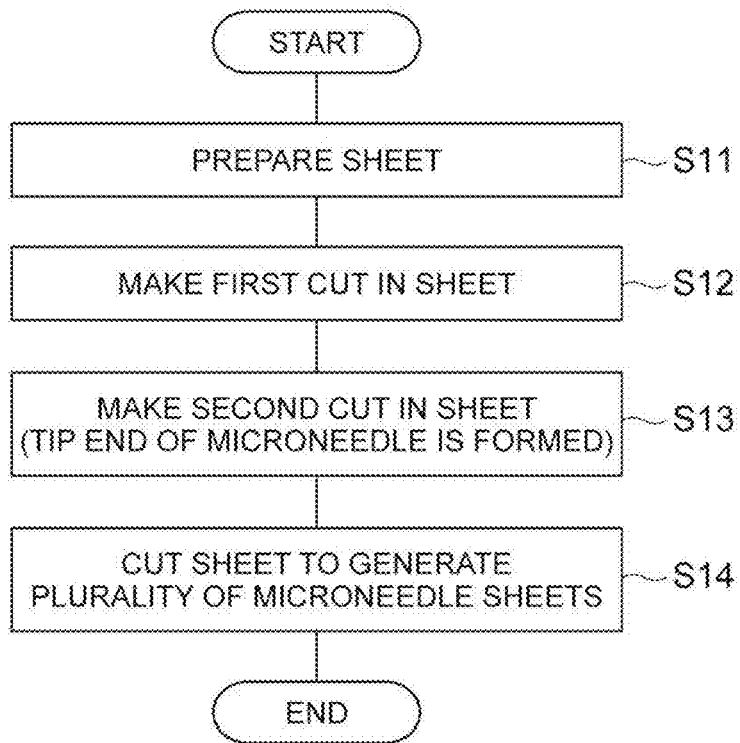 START
PREPARE SHEET
S11
MAKE FIRST CUT IN SHEET
S12
MAKE SECOND CUT IN SHEET
(TIP END OF MICRONEEDLE IS FORMED)
S13
CUT SHEET TO GENERATE
PLURALITY OF MICRONEEDLE SHEETS
S14
END